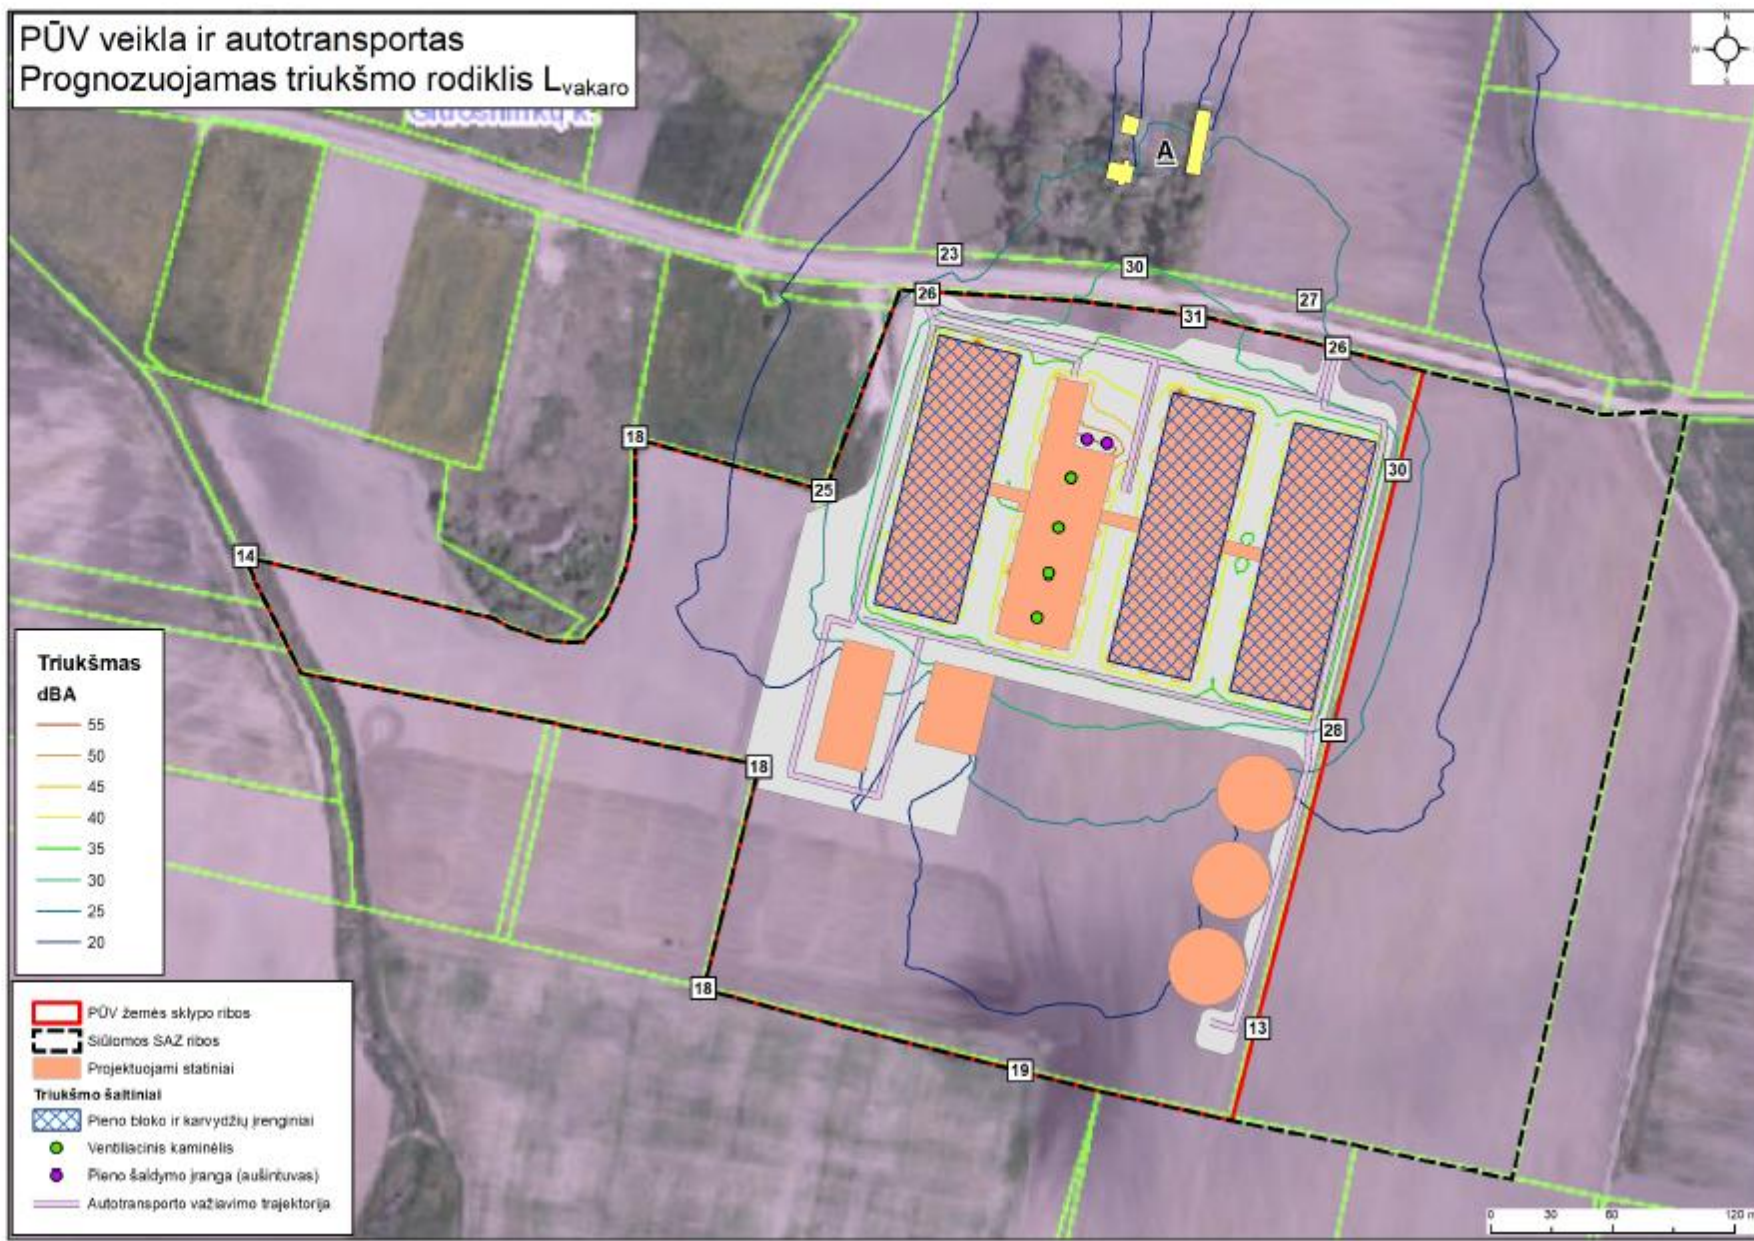 PŪV veikla ir autotransportas
Prognozuojamas triukšmo rodiklis Lvakaro
N
W
S
A
23
30
26
27
31
26
18
30
25
14
28
18
18
13
19
Triukšmas
dBA
55
50
45
40
35
30
25
20
PŪV žemės sklypo ribos
Siūlomos SAZ ribos
Projektuojami statiniai
Triukšmo šaltiniai
Pieno bloko ir karvydžių įrenginiai
Ventiliacinis kaminėlis
Pieno šaldymo įranga (aušintuvas)
Autotransporto važiavimo trajektorija
0 30 60 120 m